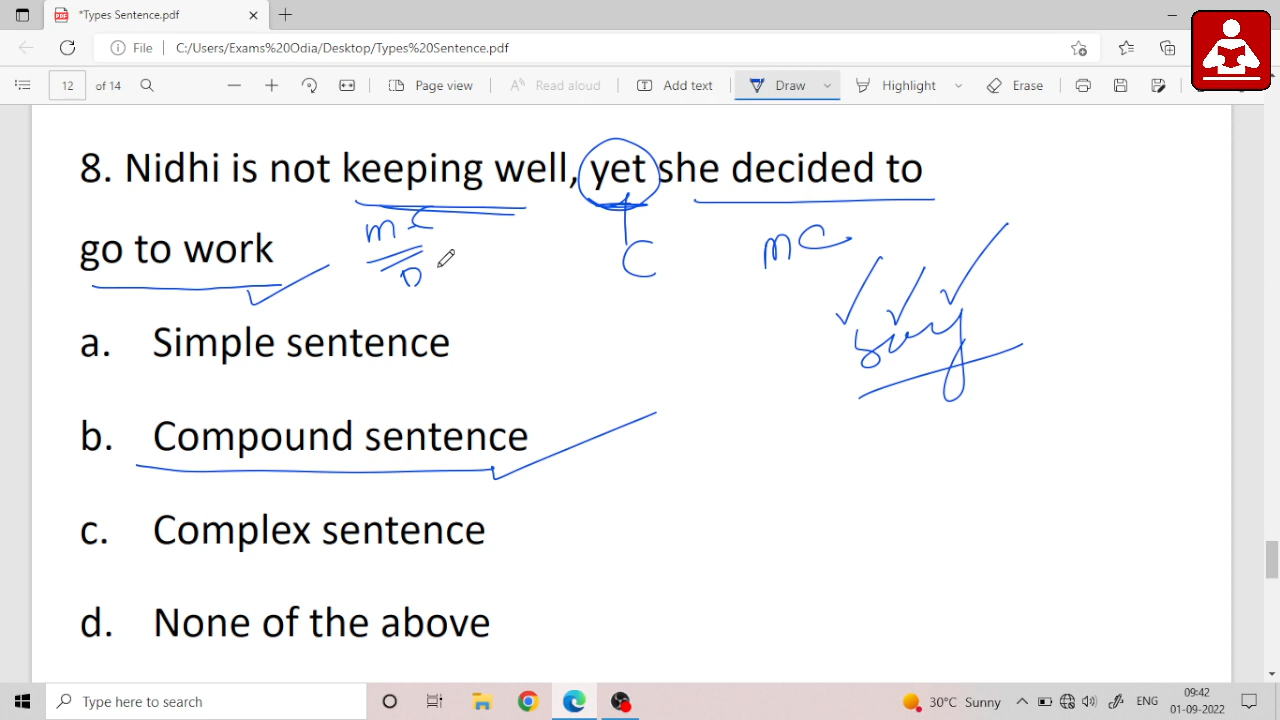 *Types Sentence.pdf
File C:/Users/Exams%20Odia/Desktop/Types%20Sentence.pdf
12 of 14 Page view Read aloud Add text Draw Highlight Erase
8. Nidhi is not keeping well, yet she decided to
go to work
m C
D
C
m C
a. Simple sentence
b. Compound sentence
c. Complex sentence
d. None of the above
Type here to search
30°C Sunny
ENG
09:42
01-09-2022